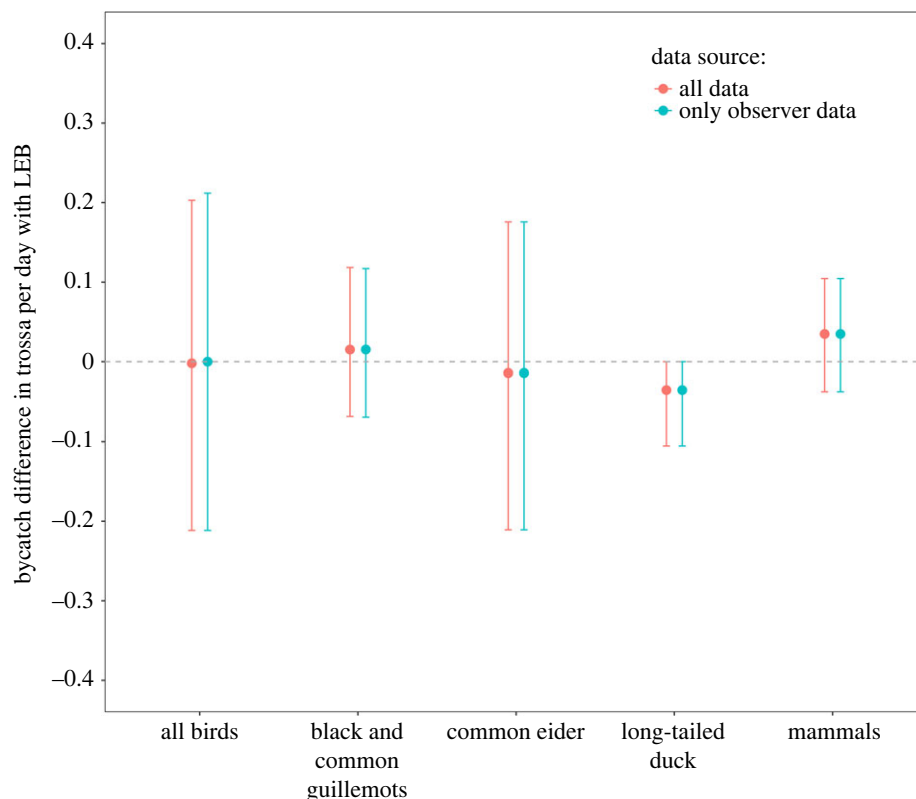 0.4
0.3
0.2
0.1
0
–0.1
–0.2
–0.3
–0.4
bycatch difference in trossa per day with LEB
data source:
all data
only observer data
all birds
black and
common
guillemots
common eider
long-tailed
duck
mammals